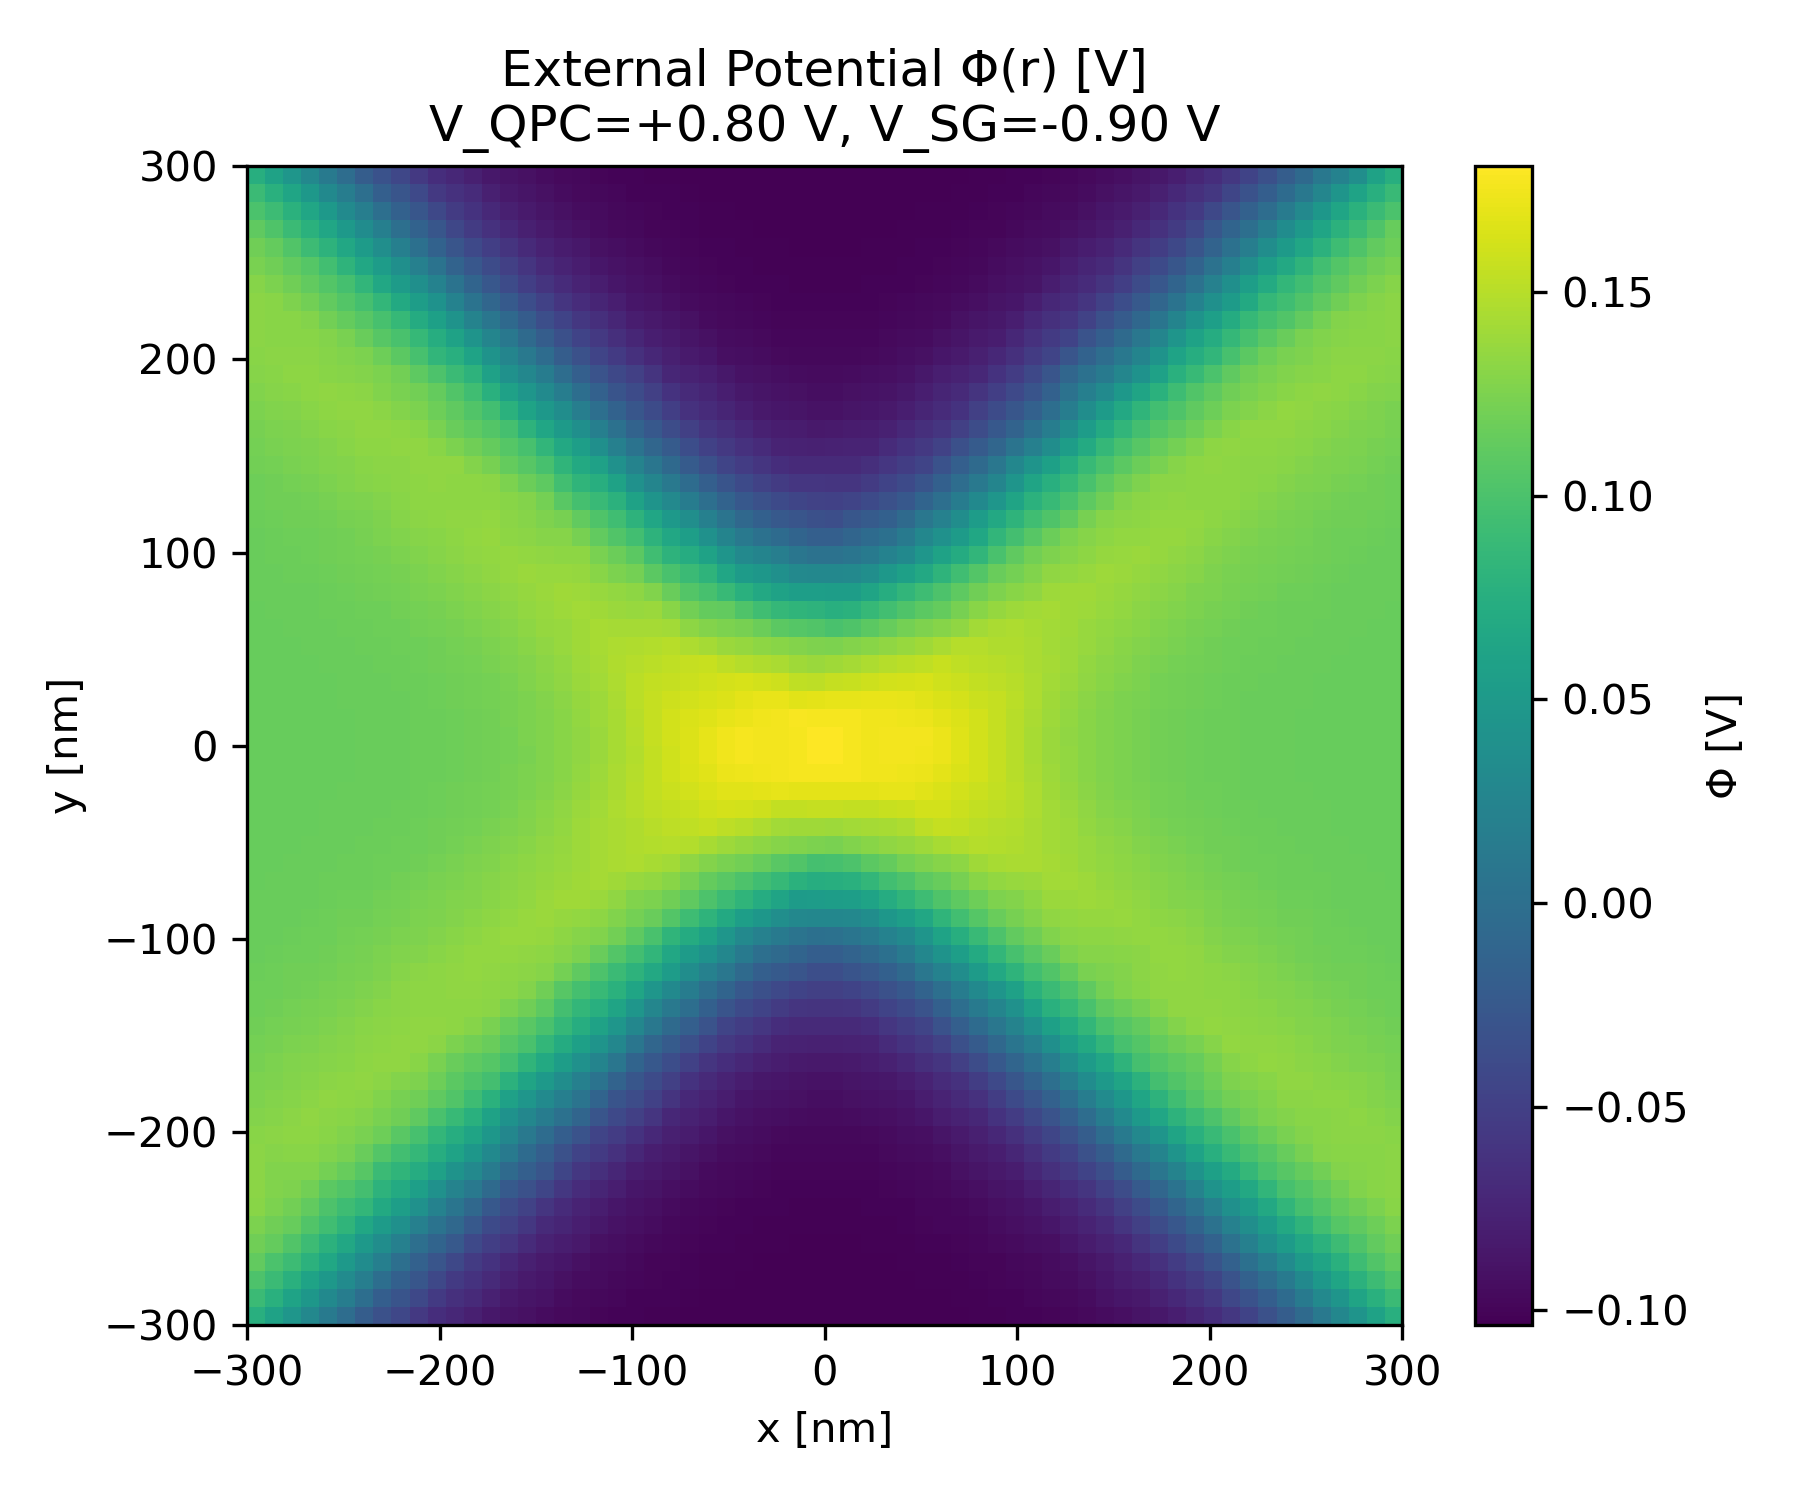 External Potential Φ(r) [V]
V_QPC=+0.80 V, V_SG=-0.90 V
300
200
100
0
−100
−200
−300
y [nm]
−300 −200 −100 0 100 200 300
x [nm]
0.15
0.10
0.05
0.00
−0.05
−0.10
Φ [V]